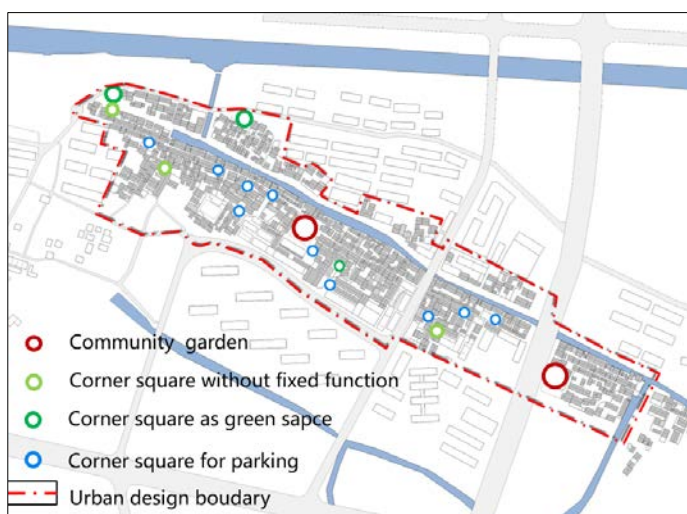 Community garden
Corner square without fixed function
Corner square as green sapce
Corner square for parking
Urban design boudary